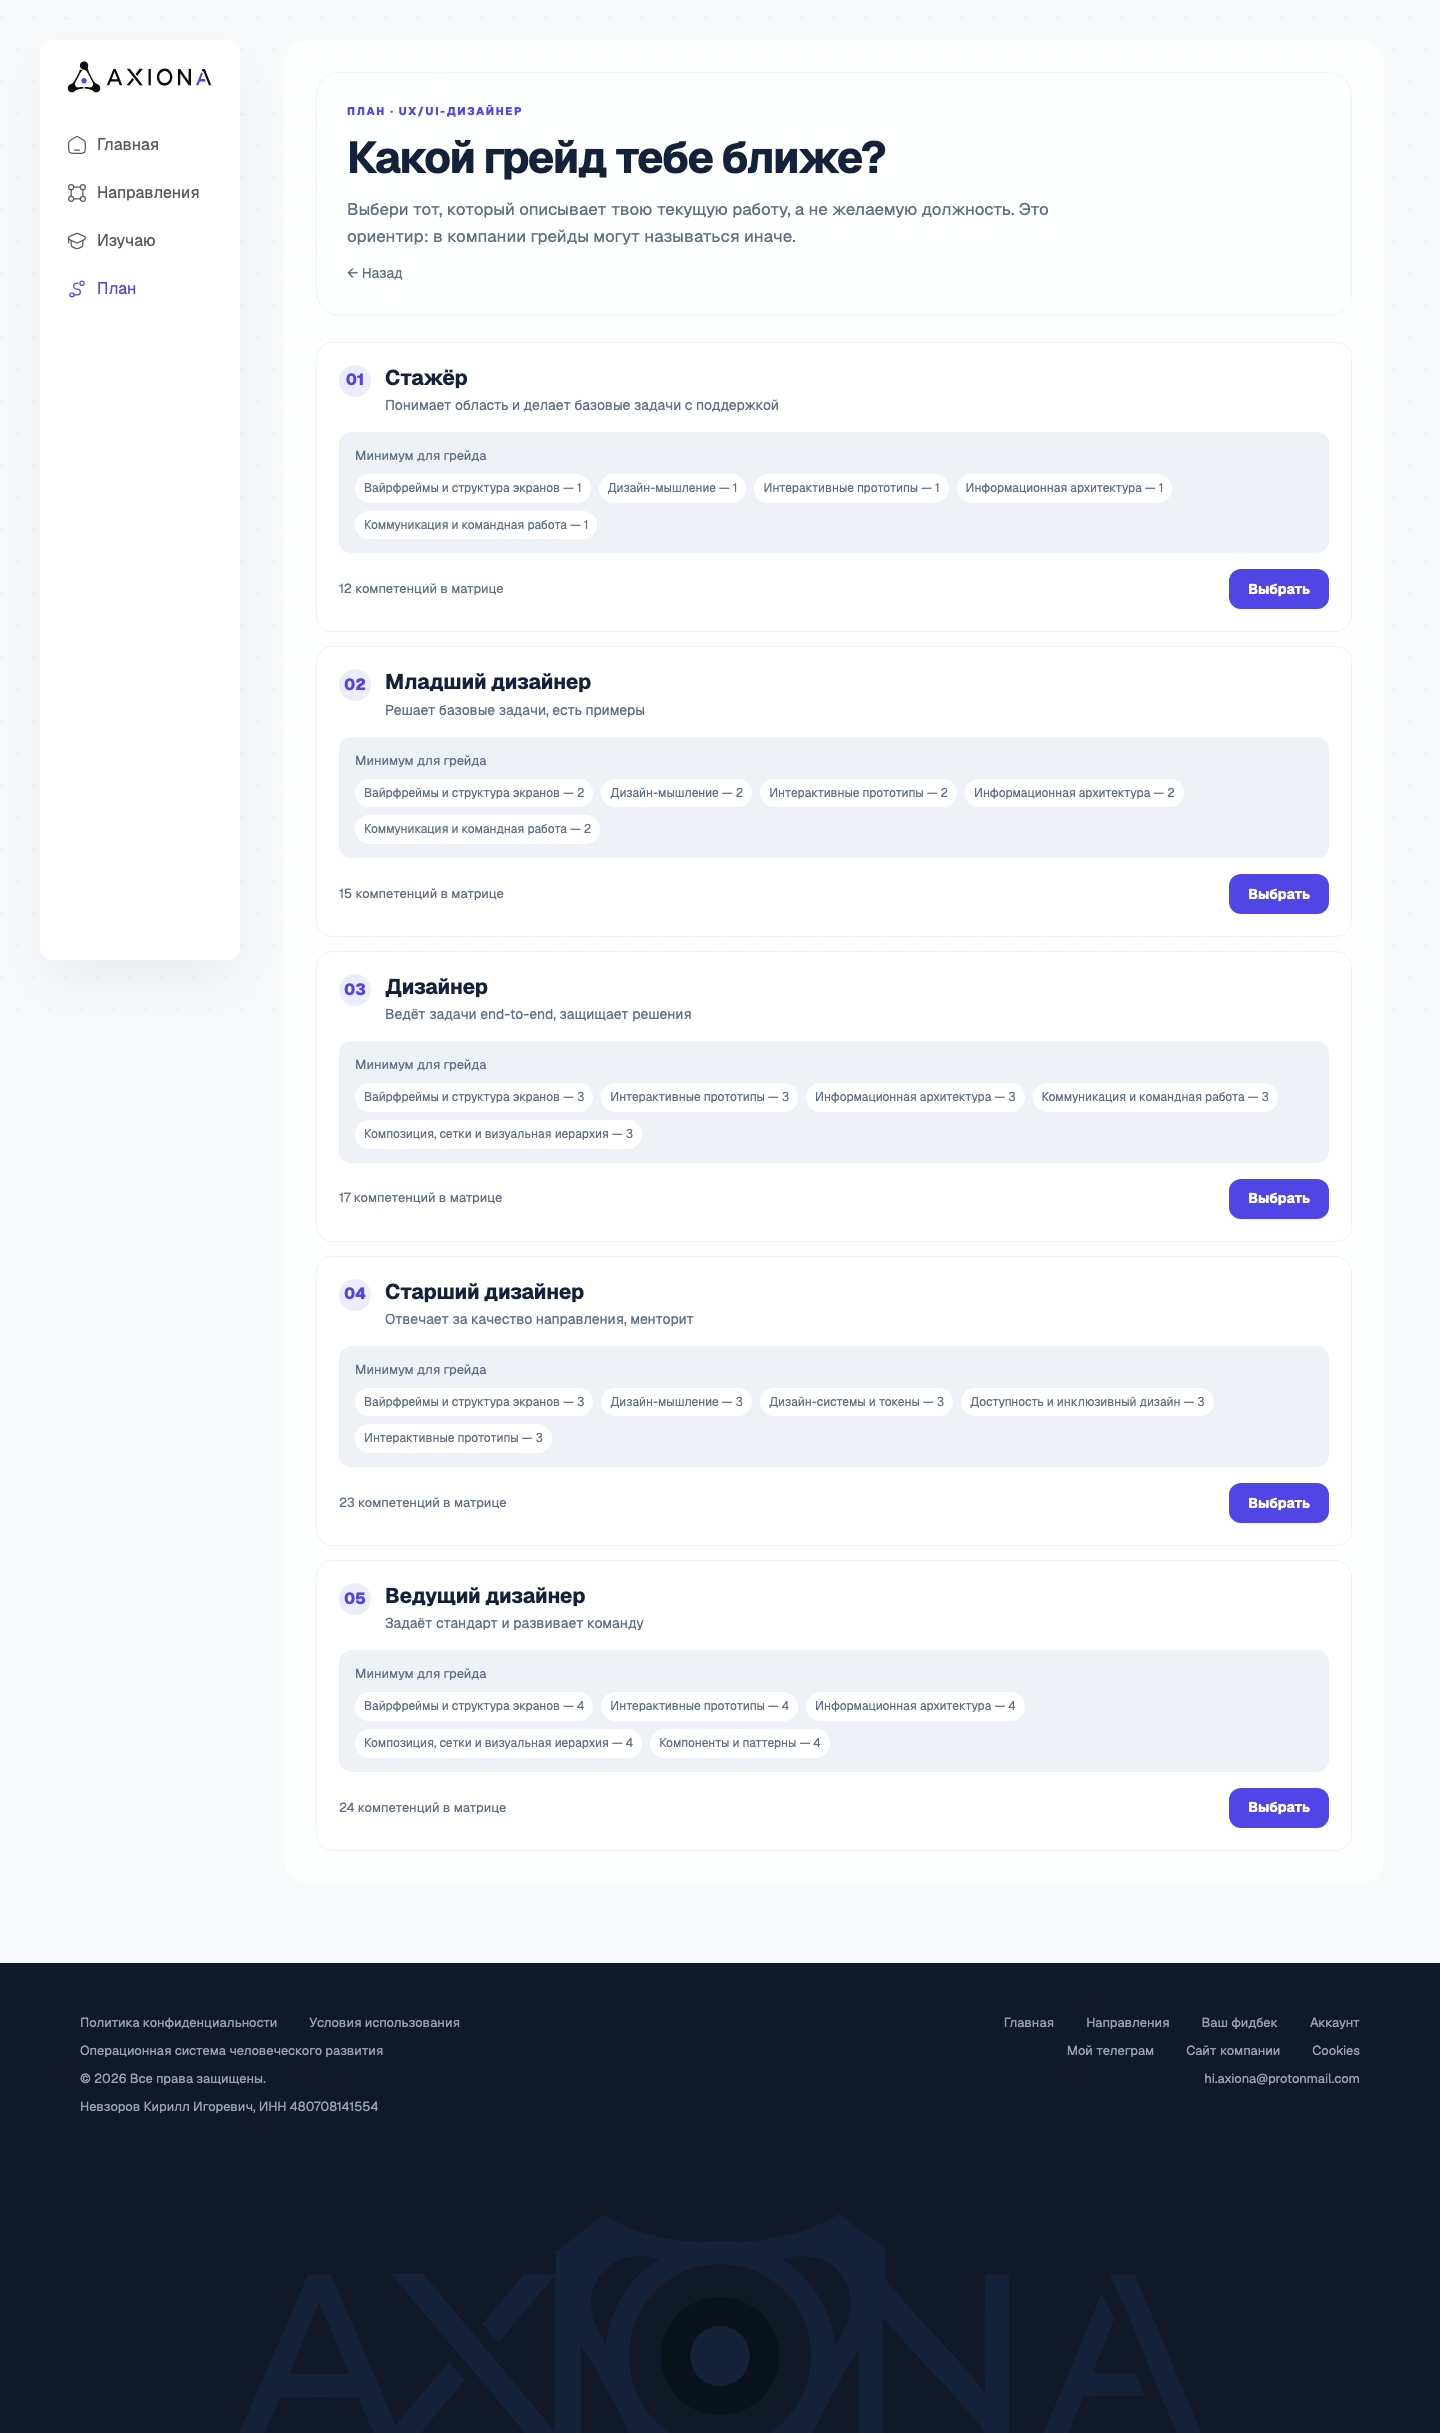 AXIONA
Главная
Направления
Изучаю
План
ПЛАН · UX/UI-ДИЗАЙНЕР
Какой грейд тебе ближе?
Выбери тот, который описывает твою текущую работу, а не желаемую должность. Это
ориентир: в компании грейды могут называться иначе.
← Назад
01 Стажёр
Понимает область и делает базовые задачи с поддержкой
Минимум для грейда
Вайрфреймы и структура экранов — 1 Дизайн-мышление — 1 Интерактивные прототипы — 1 Информационная архитектура — 1
Коммуникация и командная работа — 1
12 компетенций в матрице Выбрать
02 Младший дизайнер
Решает базовые задачи, есть примеры
Минимум для грейда
Вайрфреймы и структура экранов — 2 Дизайн-мышление — 2 Интерактивные прототипы — 2 Информационная архитектура — 2
Коммуникация и командная работа — 2
15 компетенций в матрице Выбрать
03 Дизайнер
Ведёт задачи end-to-end, защищает решения
Минимум для грейда
Вайрфреймы и структура экранов — 3 Интерактивные прототипы — 3 Информационная архитектура — 3 Коммуникация и командная работа — 3
Композиция, сетки и визуальная иерархия — 3
17 компетенций в матрице Выбрать
04 Старший дизайнер
Отвечает за качество направления, менторит
Минимум для грейда
Вайрфреймы и структура экранов — 3 Дизайн-мышление — 3 Дизайн-системы и токены — 3 Доступность и инклюзивный дизайн — 3
Интерактивные прототипы — 3
23 компетенций в матрице Выбрать
05 Ведущий дизайнер
Задаёт стандарт и развивает команду
Минимум для грейда
Вайрфреймы и структура экранов — 4 Интерактивные прототипы — 4 Информационная архитектура — 4
Композиция, сетки и визуальная иерархия — 4 Компоненты и паттерны — 4
24 компетенций в матрице Выбрать
Политика конфиденциальности Условия использования Главная Направления Ваш фидбек Аккаунт
Операционная система человеческого развития Мой телеграм Сайт компании Cookies
© 2026 Все права защищены. hi.axiona@protonmail.com
Невзоров Кирилл Игоревич, ИНН 480708141554
AXIONA